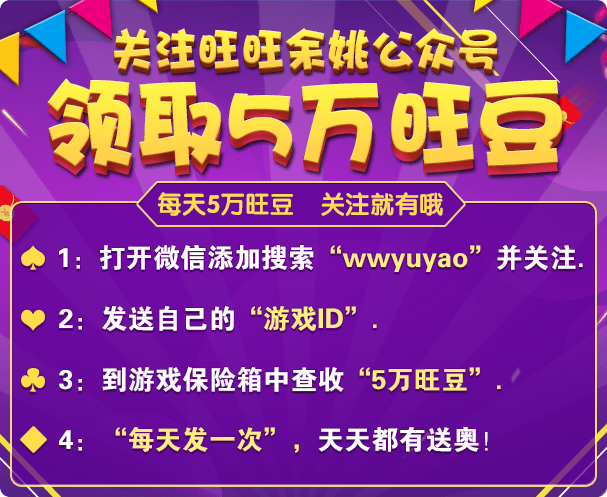 关注旺旺余姚公众号
领取5万旺豆
每天5万旺豆 关注就有哦
1：打开微信添加搜索“wwyuyao”并关注.
2：发送自己的“游戏ID”.
3：到游戏保险箱中查收“5万旺豆”.
4：“每天发一次”，天天都有送奥!